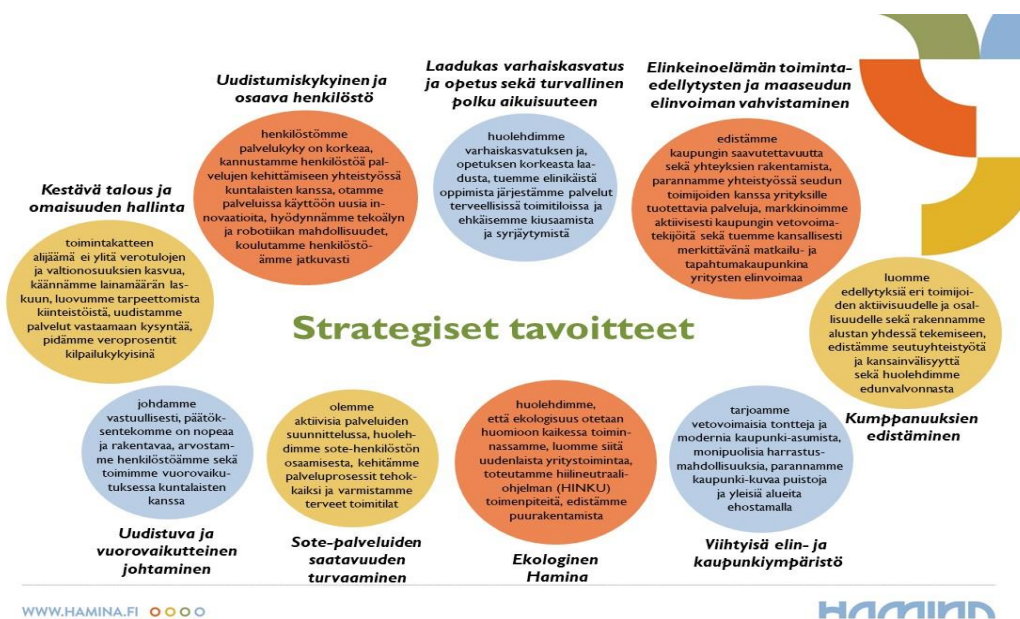 Uudistumiskykyinen ja
osaava henkilöstö
henkilöstömme
palvelukyky on korkeaa,
kannustamme henkilöstöä pal-
velujen kehittämiseen yhteistyössä
kuntalaisten kanssa, otamme
palveluissa käyttöön uusia in-
novaatioita, hyödynnämme tekoälyn
ja robotiikan mahdollisuudet,
koulutamme henkilöstö-
ämme jatkuvasti
Laadukas varhaiskasvatus
ja opetus sekä turvallinen
polku aikuisuuteen
huolehdimme
varhaiskasvatuksen ja,
opetuksen korkeasta laa-
dusta, tuemme elinikäistä
oppimista järjestämme palvelut
terveellisissä toimitiloissa ja
ehkäisemme kiusaamista
ja syrjäytymistä
Elinkeinoelämän toiminta-
edellytysten ja maaseudun
elinvoiman vahvistaminen
edistämme
kaupungin saavutettavuutta
sekä yhteyksien rakentamista,
parannamme yhteistyössä seudun
toimijoiden kanssa yrityksille
tuotettavia palveluja, markkinoimme
aktiivisesti kaupungin vetovoima-
tekijöitä sekä tuemme kansallisesti
merkittävänä matkailu- ja
tapahtumakaupunkina
yritysten elinvoimaa
Kestävä talous ja
omaisuuden hallinta
toimintakatteen
alijäämä ei ylitä verotulojen
ja valtionosuuksien kasvua,
käännämme lainamäärän las-
kuun, luovumme tarpeettomista
kiinteistöistä, uudistamme
palvelut vastaamaan kysyntää,
pidämme veroprosentit
kilpailukykyisinä
Strategiset tavoitteet
luomme
edellytyksiä eri toimijoi-
den aktiivisuudelle ja osal-
lisuudelle sekä rakennamme
alustan yhdessä tekemiseen,
edistämme seutuyhteistyötä
ja kansainvälisyyttä
sekä huolehdimme
edunvalvonnasta
Kumppanuuksien
edistäminen
johdamme
vastuullisesti, päätök-
sentekomme on nopeaa
ja rakentavaa, arvostam-
me henkilöstöämme sekä
toimimme vuorovaiku-
tuksessa kuntalaisten
kanssa
Uudistuva ja
vuorovaikutteinen
johtaminen
olemme
aktiivisia palveluiden
suunnittelussa, huoleh-
dimme sote-henkilöstön
osaamisesta, kehitämme
palveluprosessit tehok-
kaiksi ja varmistamme
terveet toimitilat
Sote-palveluiden
saatavuuden
turvaaminen
huolehdimme,
että ekologisuus otetaan
huomioon kaikessa toimin-
nassamme, luomme siitä
uudenlaista yritystoimintaa,
toteutamme hiilineutraali-
ohjelman (HINKU)
toimenpiteitä, edistämme
puurakentamista
Ekologinen
Hamina
tarjoamme
vetovoimaisia tontteja ja
modernia kaupunki-asumista,
monipuolisia harrastus-
mahdollisuuksia, parannamme
kaupunki-kuvaa puistoja
ja yleisiä alueita
ehostamalla
Viihtyisä elin- ja
kaupunkiympäristö
WWW.HAMINA.FI
HAMINA